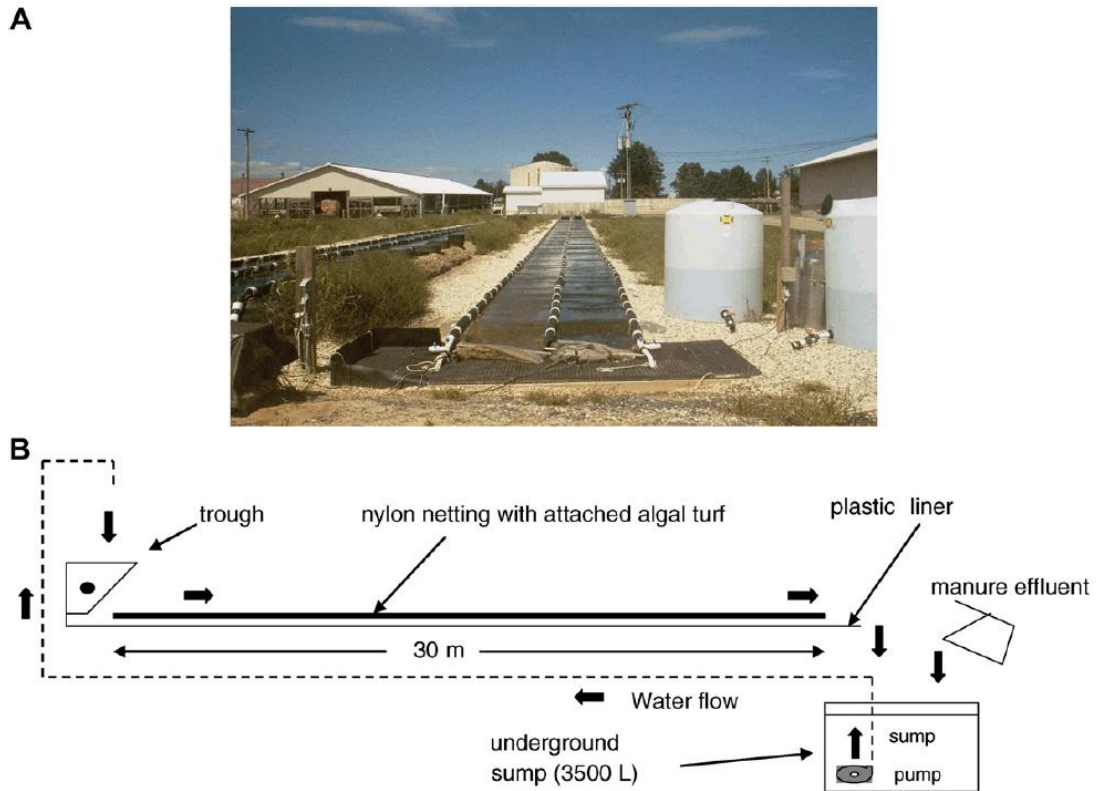 A
B
trough
nylon netting with attached algal turf
plastic liner
manure effluent
30 m
Water flow
underground
sump (3500 L)
sump
pump